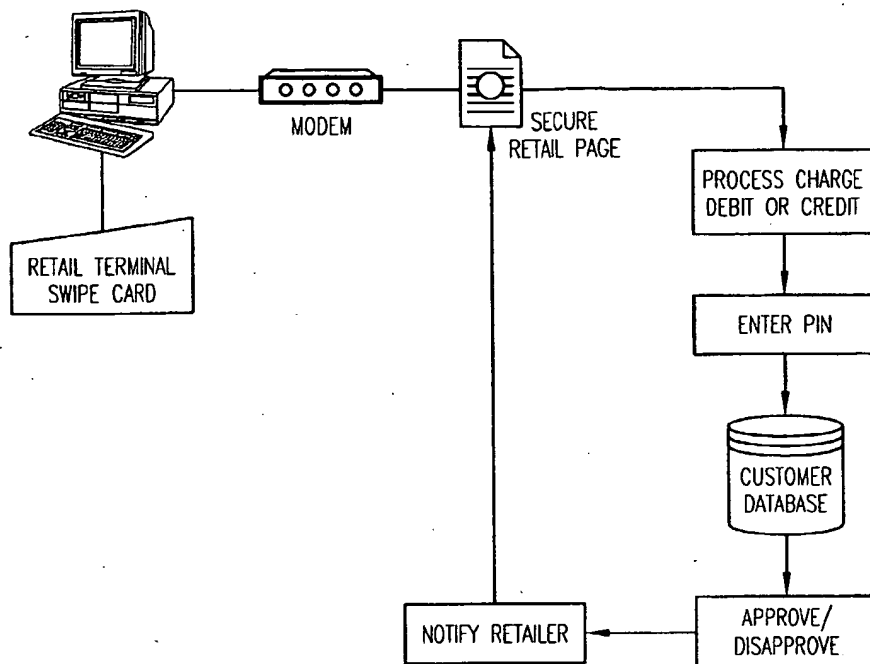 MODEM
SECURE
RETAIL PAGE
PROCESS CHARGE
DEBIT OR CREDIT
RETAIL TERMINAL
SWIPE CARD
ENTER PIN
CUSTOMER
DATABASE
NOTIFY RETAILER
APPROVE/
DISAPPROVE